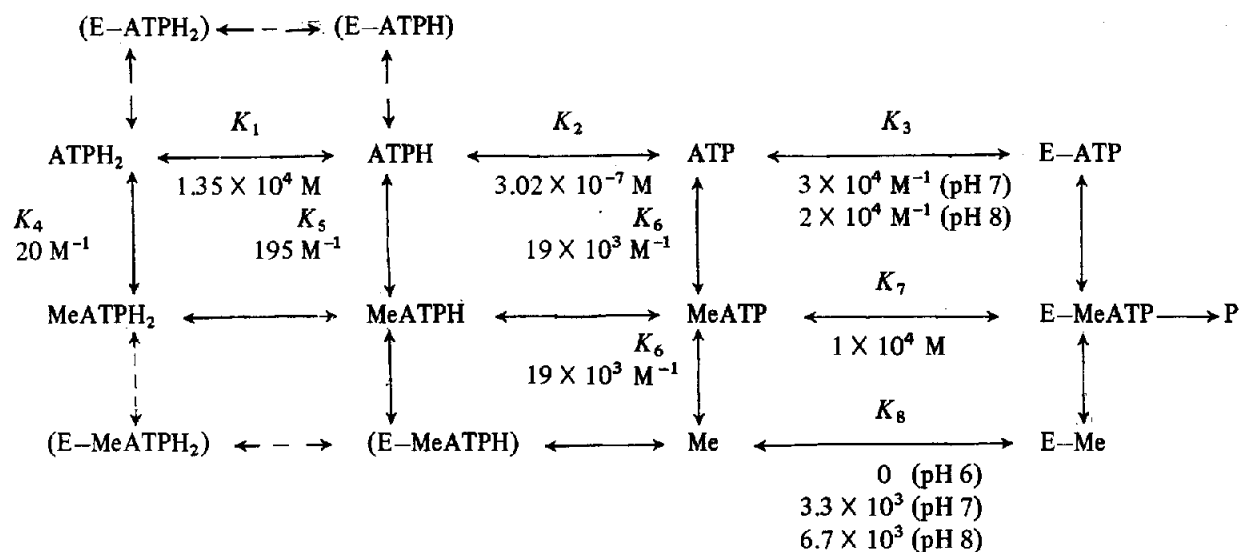 (E–ATPH₂) (E–ATPH)
K₁ K₂ K₃
ATPH₂ ATPH ATP E–ATP
1.35 × 10⁴ M 3.02 × 10⁻⁷ M 3 × 10⁴ M⁻¹ (pH 7)
K₄ K₅ K₆ 2 × 10⁴ M⁻¹ (pH 8)
20 M⁻¹ 195 M⁻¹ 19 × 10³ M⁻¹
K₇
MeATPH₂ MeATPH MeATP E–MeATP P
K₆ 1 × 10⁴ M
19 × 10³ M⁻¹
K₈
(E–MeATPH₂) (E–MeATPH) Me E–Me
0 (pH 6)
3.3 × 10³ (pH 7)
6.7 × 10³ (pH 8)